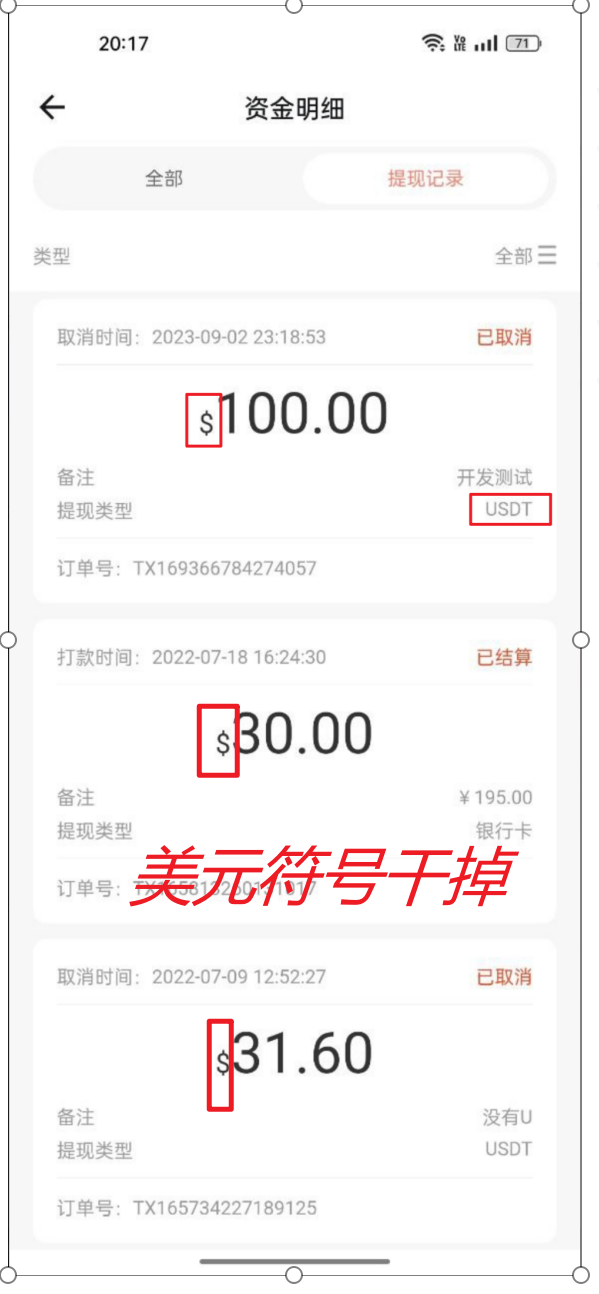 20:17
71
资金明细
全部
提现记录
类型
全部
取消时间：2023-09-02 23:18:53
已取消
$100.00
备注
开发测试
提现类型
USDT
订单号：TX169366784274057
打款时间：2022-07-18 16:24:30
已结算
$30.00
备注
¥195.00
提现类型
银行卡
美元符号干掉
订单号：
取消时间：2022-07-09 12:52:27
已取消
$31.60
备注
没有U
提现类型
USDT
订单号：TX165734227189125